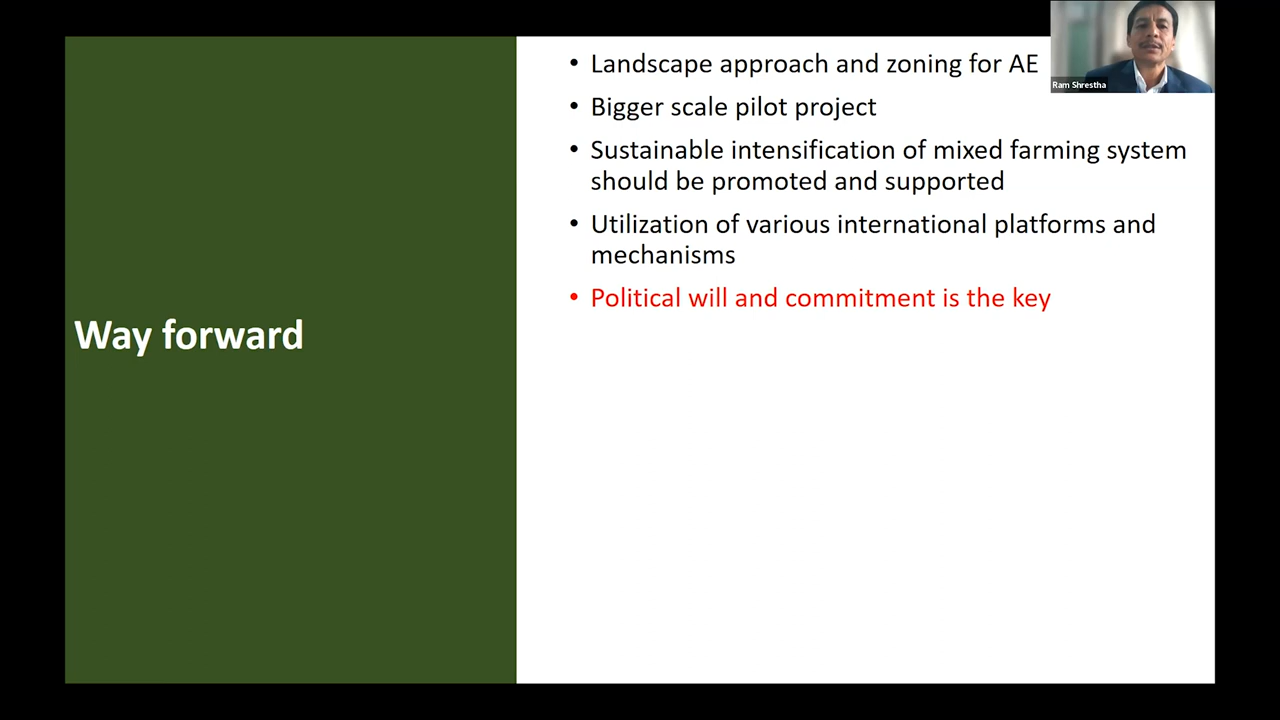 Way forward
• Landscape approach and zoning for AE
• Bigger scale pilot project
• Sustainable intensification of mixed farming system
should be promoted and supported
• Utilization of various international platforms and
mechanisms
• Political will and commitment is the key
Ram Shrestha